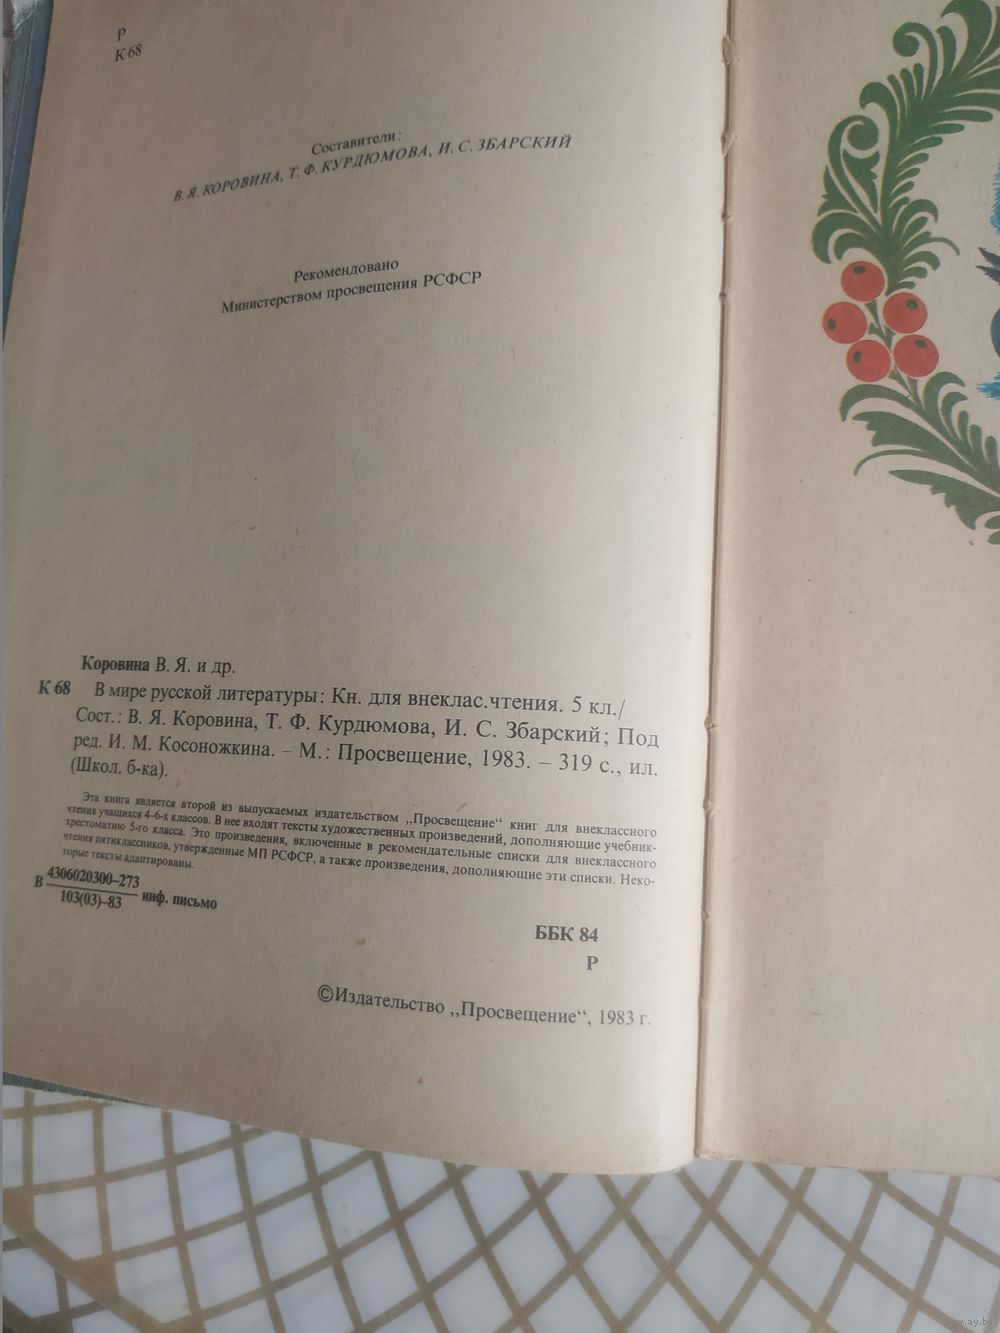 Р
К 68
Составители:
В. Я. КОРОВИНА, Т. Ф. КУРДЮМОВА, И. С. ЗБАРСКИЙ
Рекомендовано
Министерством просвещения РСФСР
Коровина В. Я. и др.
К 68 В мире русской литературы: Кн. для внеклас.чтения. 5 кл./
Сост.: В. Я. Коровина, Т. Ф. Курдюмова, И. С. Збарский; Под
ред. И. М. Косоножкина. – М.: Просвещение, 1983. – 319 с., ил.
(Школ. б-ка).
Эта книга является второй из выпускаемых издательством „Просвещение“ книг для внеклассного
чтения учащихся 4–6-х классов. В нее входят тексты художественных произведений, дополняющие учебник-
хрестоматию 5-го класса. Это произведения, включенные в рекомендательные списки для внеклассного
чтения пятиклассников, утвержденные МП РСФСР, а также произведения, дополняющие эти списки. Неко-
торые тексты адаптированы.
В 4306020300–273
103(03)–83 инф. письмо
ББК 84
Р
©Издательство „Просвещение“, 1983 г.
www.ay.by